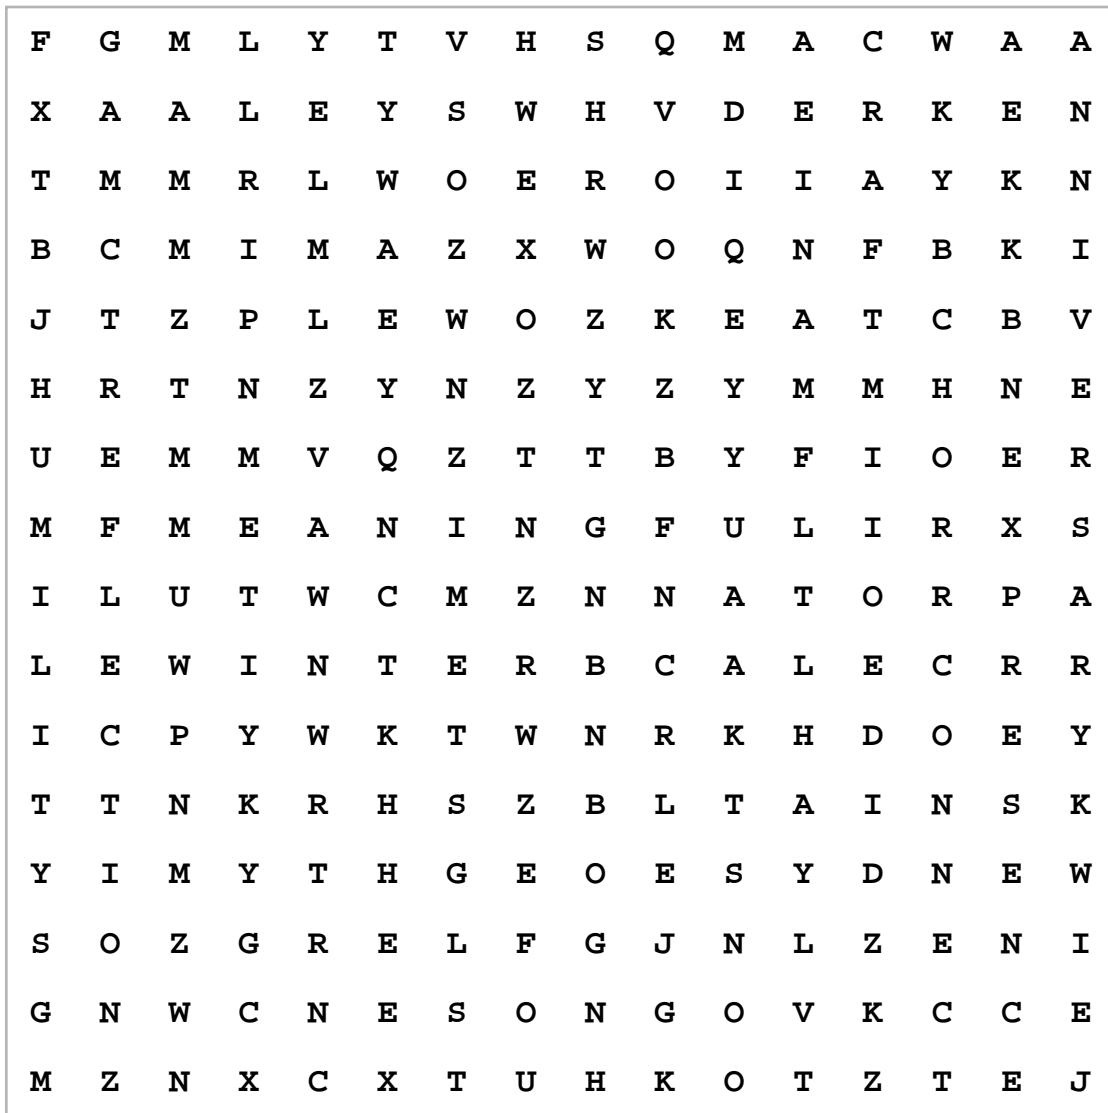 F G M L Y T V H S Q M A C W A A
X A A L E Y S W H V D E R K E N
T M M R L W O E R O I I A Y K N
B C M I M A Z X W O Q N F B K I
J T Z P L E W O Z K E A T C B V
H R T N Z Y N Z Y Z Y M M H N E
U E M M V Q Z T T B Y F I O E R
M F M E A N I N G F U L I R X S
I L U T W C M Z N N A T O R P A
L E W I N T E R B C A L E C R R
I C P Y W K T W N R K H D O E Y
T T N K R H S Z B L T A I N S K
Y I M Y T H G E O E S Y D N E W
S O Z G R E L F G J N L Z E N I
G N W C N E S O N G O V K C C E
M Z N X C X T U H K O T Z T E J